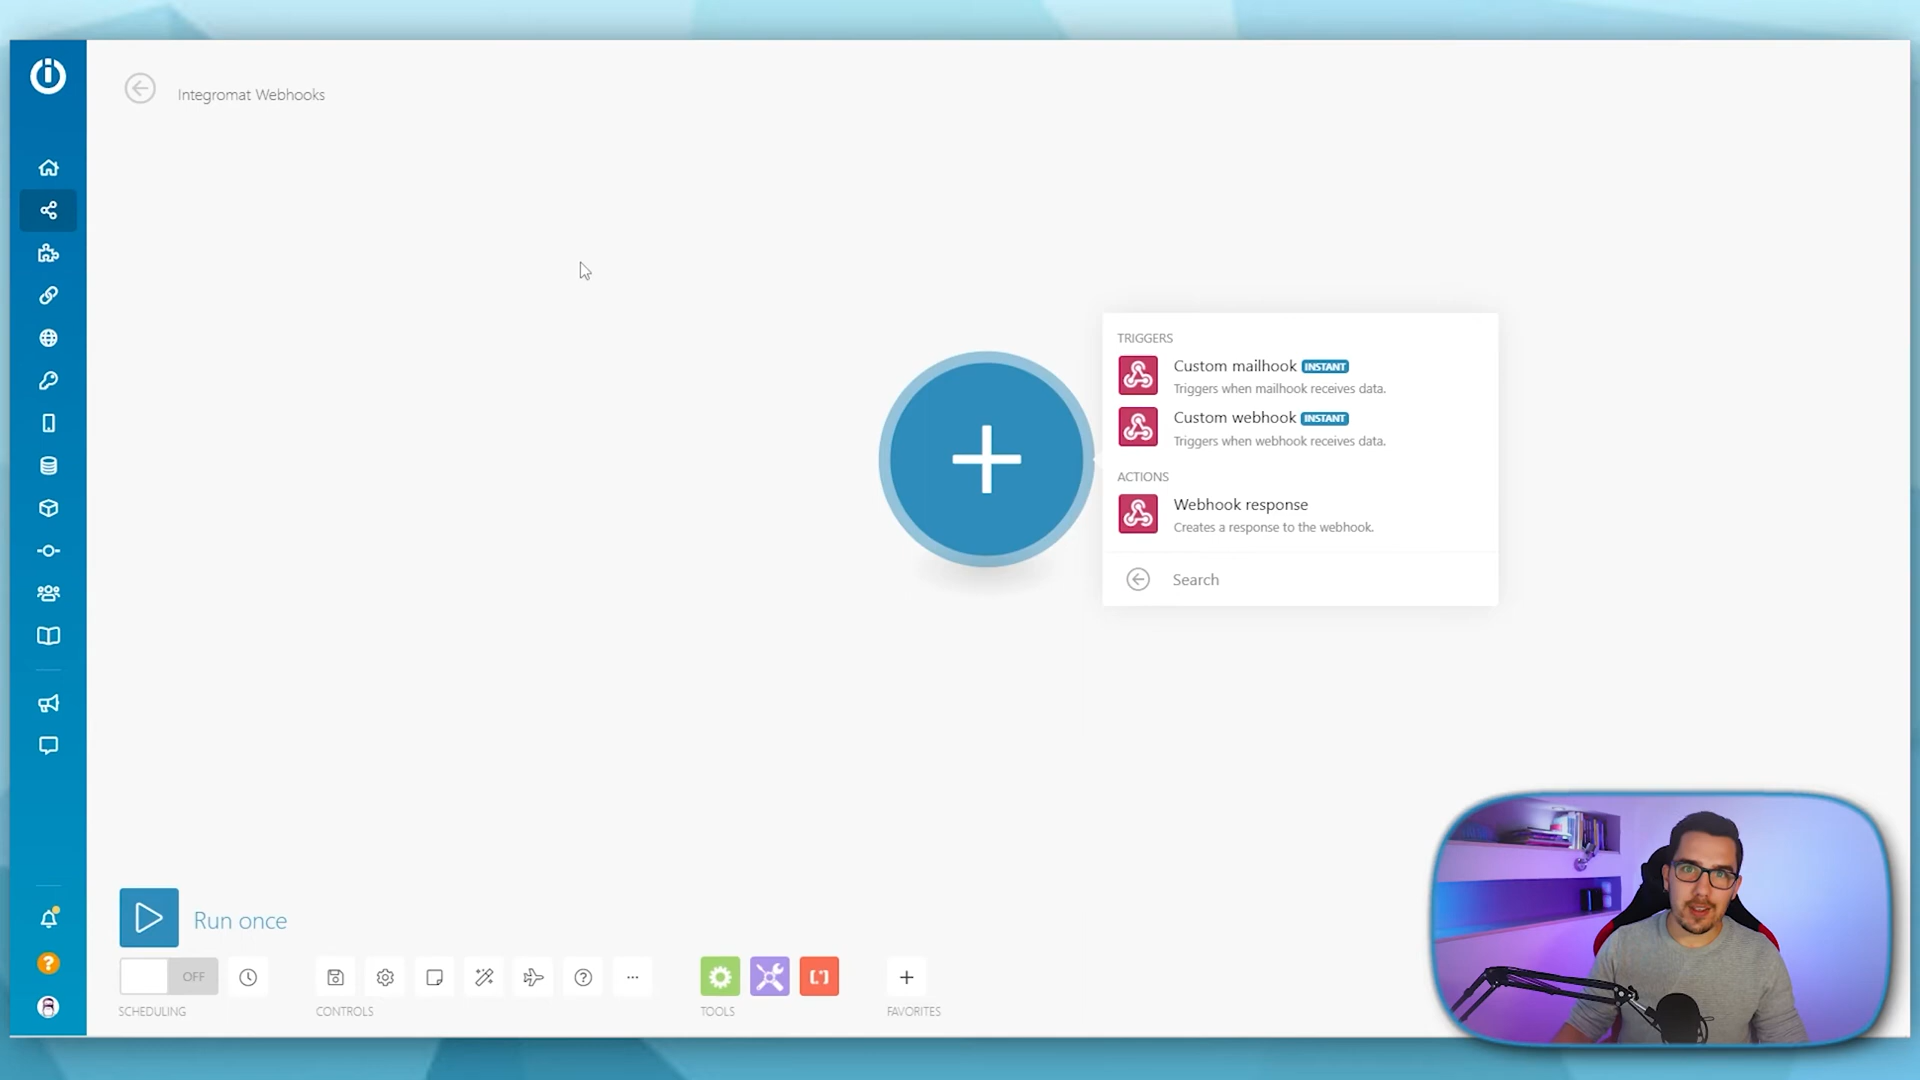 Integromat Webhooks
TRIGGERS
Custom mailhook INSTANT
Triggers when mailhook receives data.
Custom webhook INSTANT
Triggers when webhook receives data.
ACTIONS
Webhook response
Creates a response to the webhook.
Search
Run once
OFF
SCHEDULING
CONTROLS
TOOLS
FAVORITES